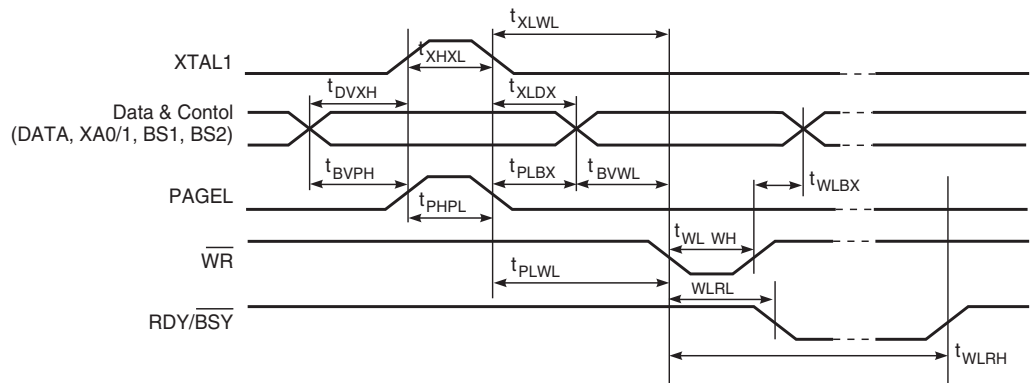 tXLWL
XTAL1
tXHXL
tDVXH
tXLDX
Data & Contol
(DATA, XA0/1, BS1, BS2)
tBVPH
tPLBX
tBVWL
tWLBX
PAGEL
tPHPL
tWL WH
WR
tPLWL
WLRL
RDY/BSY
tWLRH